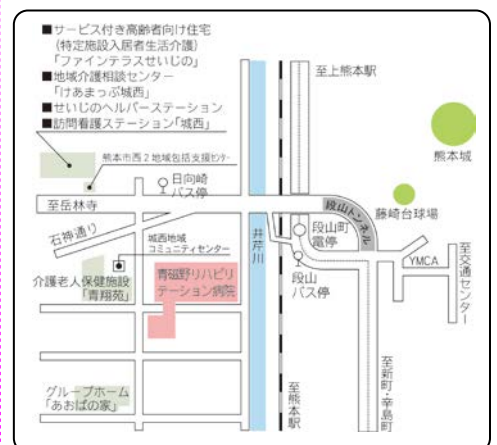 ■サービス付き高齢者向け住宅
(特定施設入居者生活介護)
「ファインテラスせいじの」
■地域介護相談センター
「けあまっぷ城西」
■せいじのヘルパーステーション
■訪問看護ステーション「城西」
熊本市西2地域包括支援センター
至上熊本駅
熊本城
日向崎
バス停
至岳林寺
段山トンネル
藤崎台球場
石神通り
井芹川
段山町
電停
城西地域
コミュニティセンター
段山
バス停
YMCA
至交通センター
介護老人保健施設
「青翔苑」
青磁野リハビリ
テーション病院
グループホーム
「あおばの家」
至熊本駅
至新町・辛島町